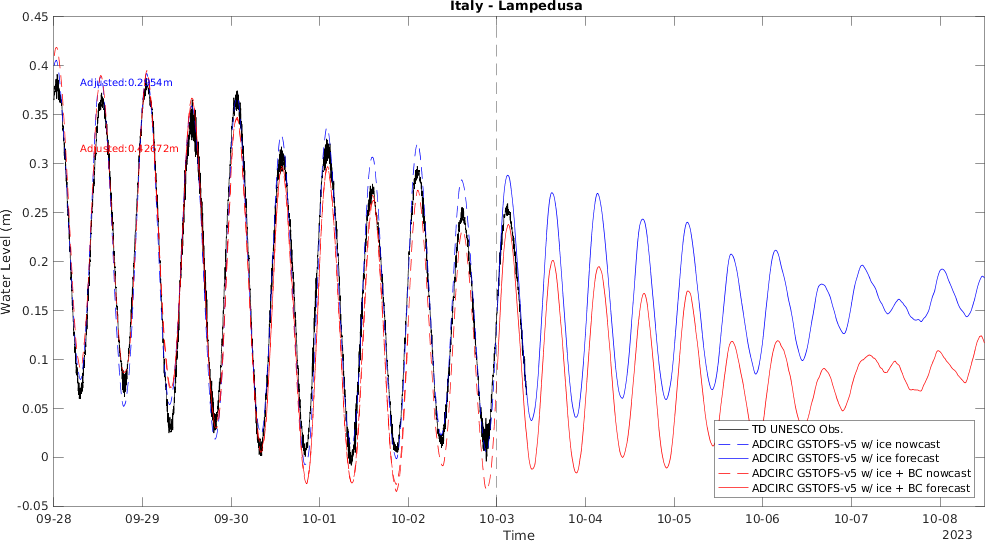 Italy - Lampedusa
0.45
0.4
0.35
0.3
0.25
0.2
0.15
0.1
0.05
0
-0.05
Water Level (m)
Adjusted:0.42672m
TD UNESCO Obs.
ADCIRC GSTOFS-v5 w/ ice nowcast
ADCIRC GSTOFS-v5 w/ ice forecast
ADCIRC GSTOFS-v5 w/ ice + BC nowcast
ADCIRC GSTOFS-v5 w/ ice + BC forecast
09-28 09-29 09-30 10-01 10-02 10-03 10-04 10-05 10-06 10-07 10-08
Time
2023